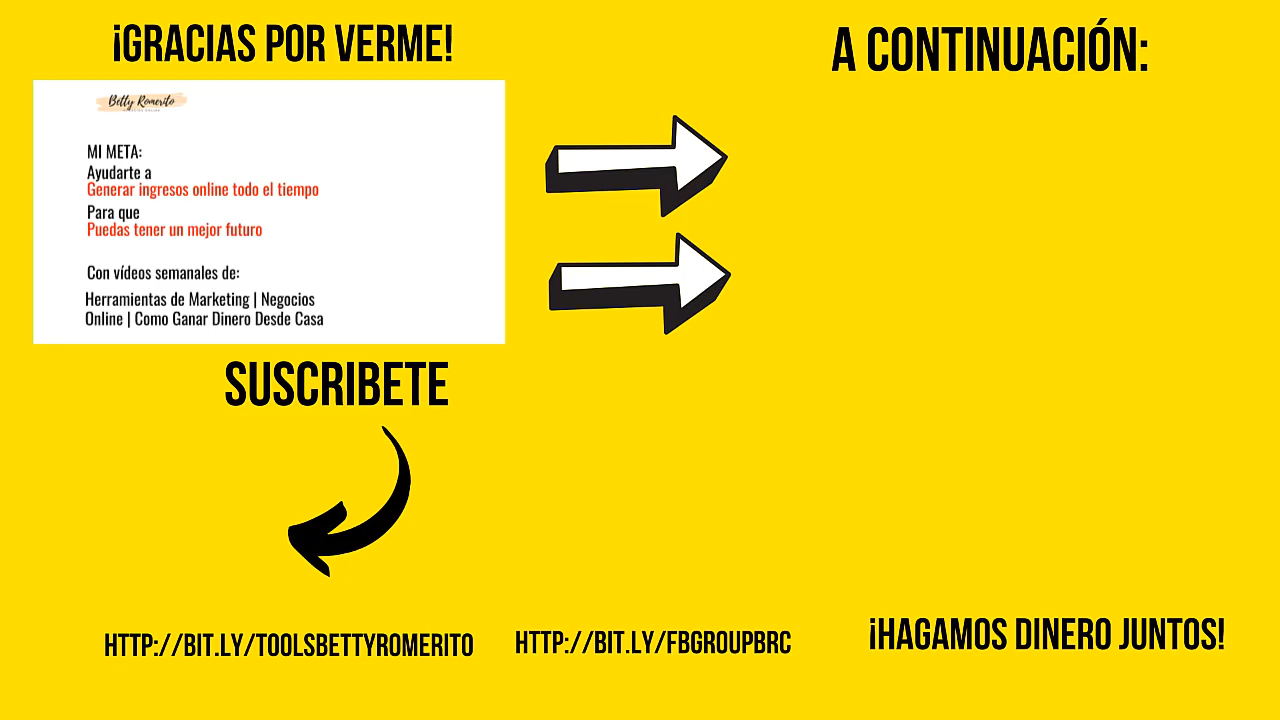 ¡GRACIAS POR VERME!
A CONTINUACIÓN:
Betty Romerito
MI META:
Ayudarte a
Generar ingresos online todo el tiempo
Para que
Puedas tener un mejor futuro
Con vídeos semanales de:
Herramientas de Marketing | Negocios
Online | Como Ganar Dinero Desde Casa
SUSCRIBETE
HTTP://BIT.LY/TOOLSBETTYROMERITO
HTTP://BIT.LY/FBGROUPBRC
¡HAGAMOS DINERO JUNTOS!